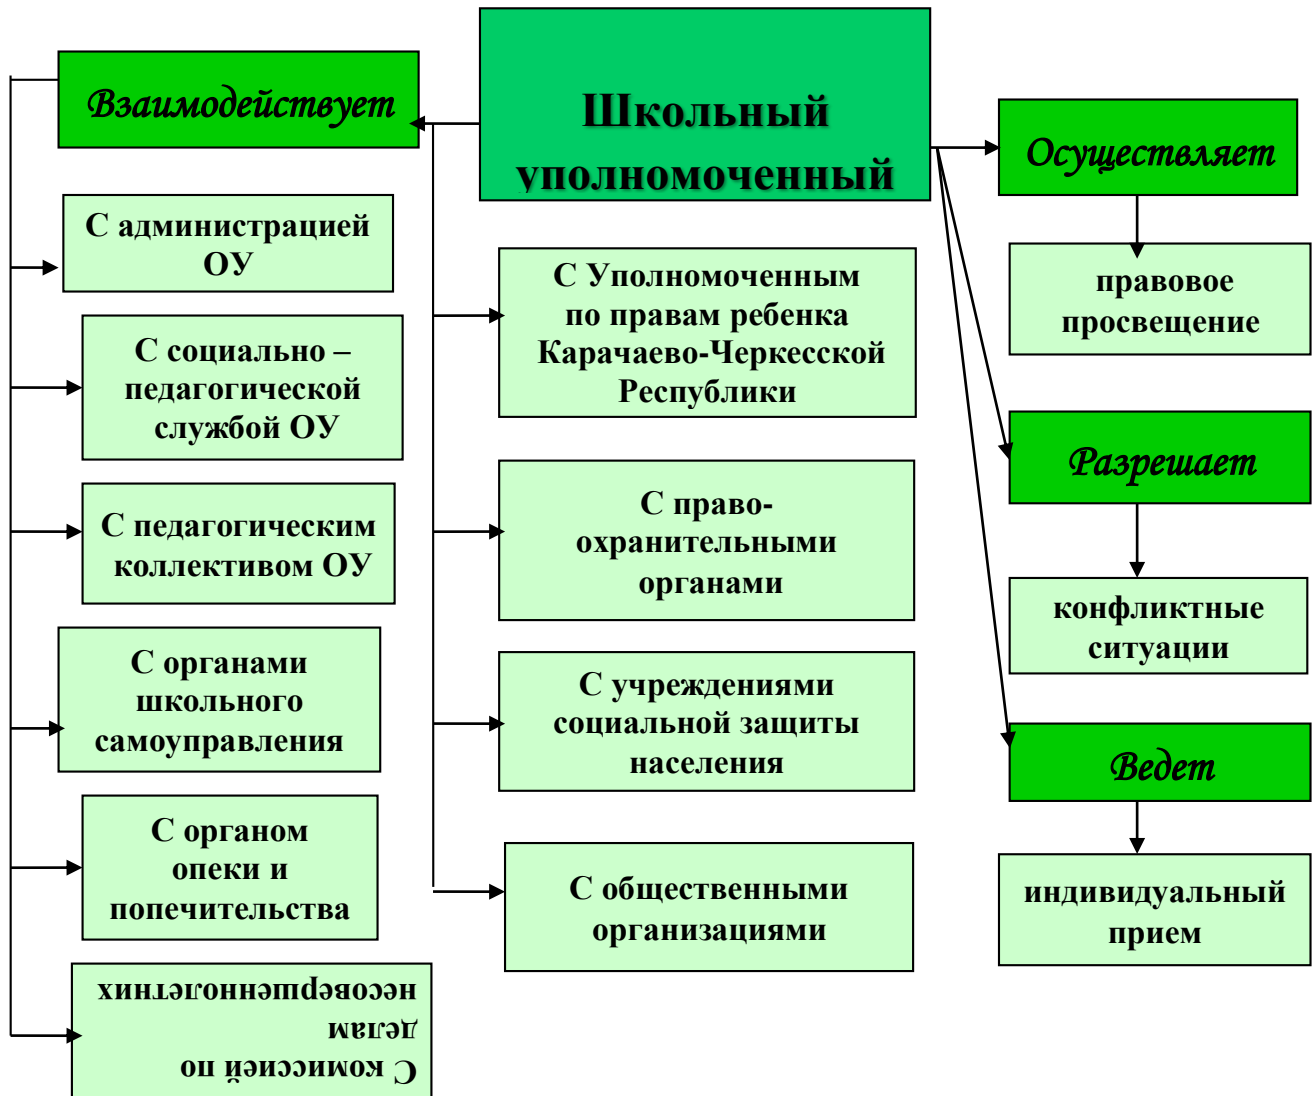 Школьный
уполномоченный
Взаимодействует
С администрацией
ОУ
С социально –
педагогической
службой ОУ
С педагогическим
коллективом ОУ
С органами
школьного
самоуправления
С органом
опеки и
попечительства
С комиссией по
делам
несовершеннолетних
С Уполномоченным
по правам ребенка
Карачаево-Черкесской
Республики
С право-
охранительными
органами
С учреждениями
социальной защиты
населения
С общественными
организациями
Осуществляет
правовое
просвещение
Разрешает
конфликтные
ситуации
Ведет
индивидуальный
прием